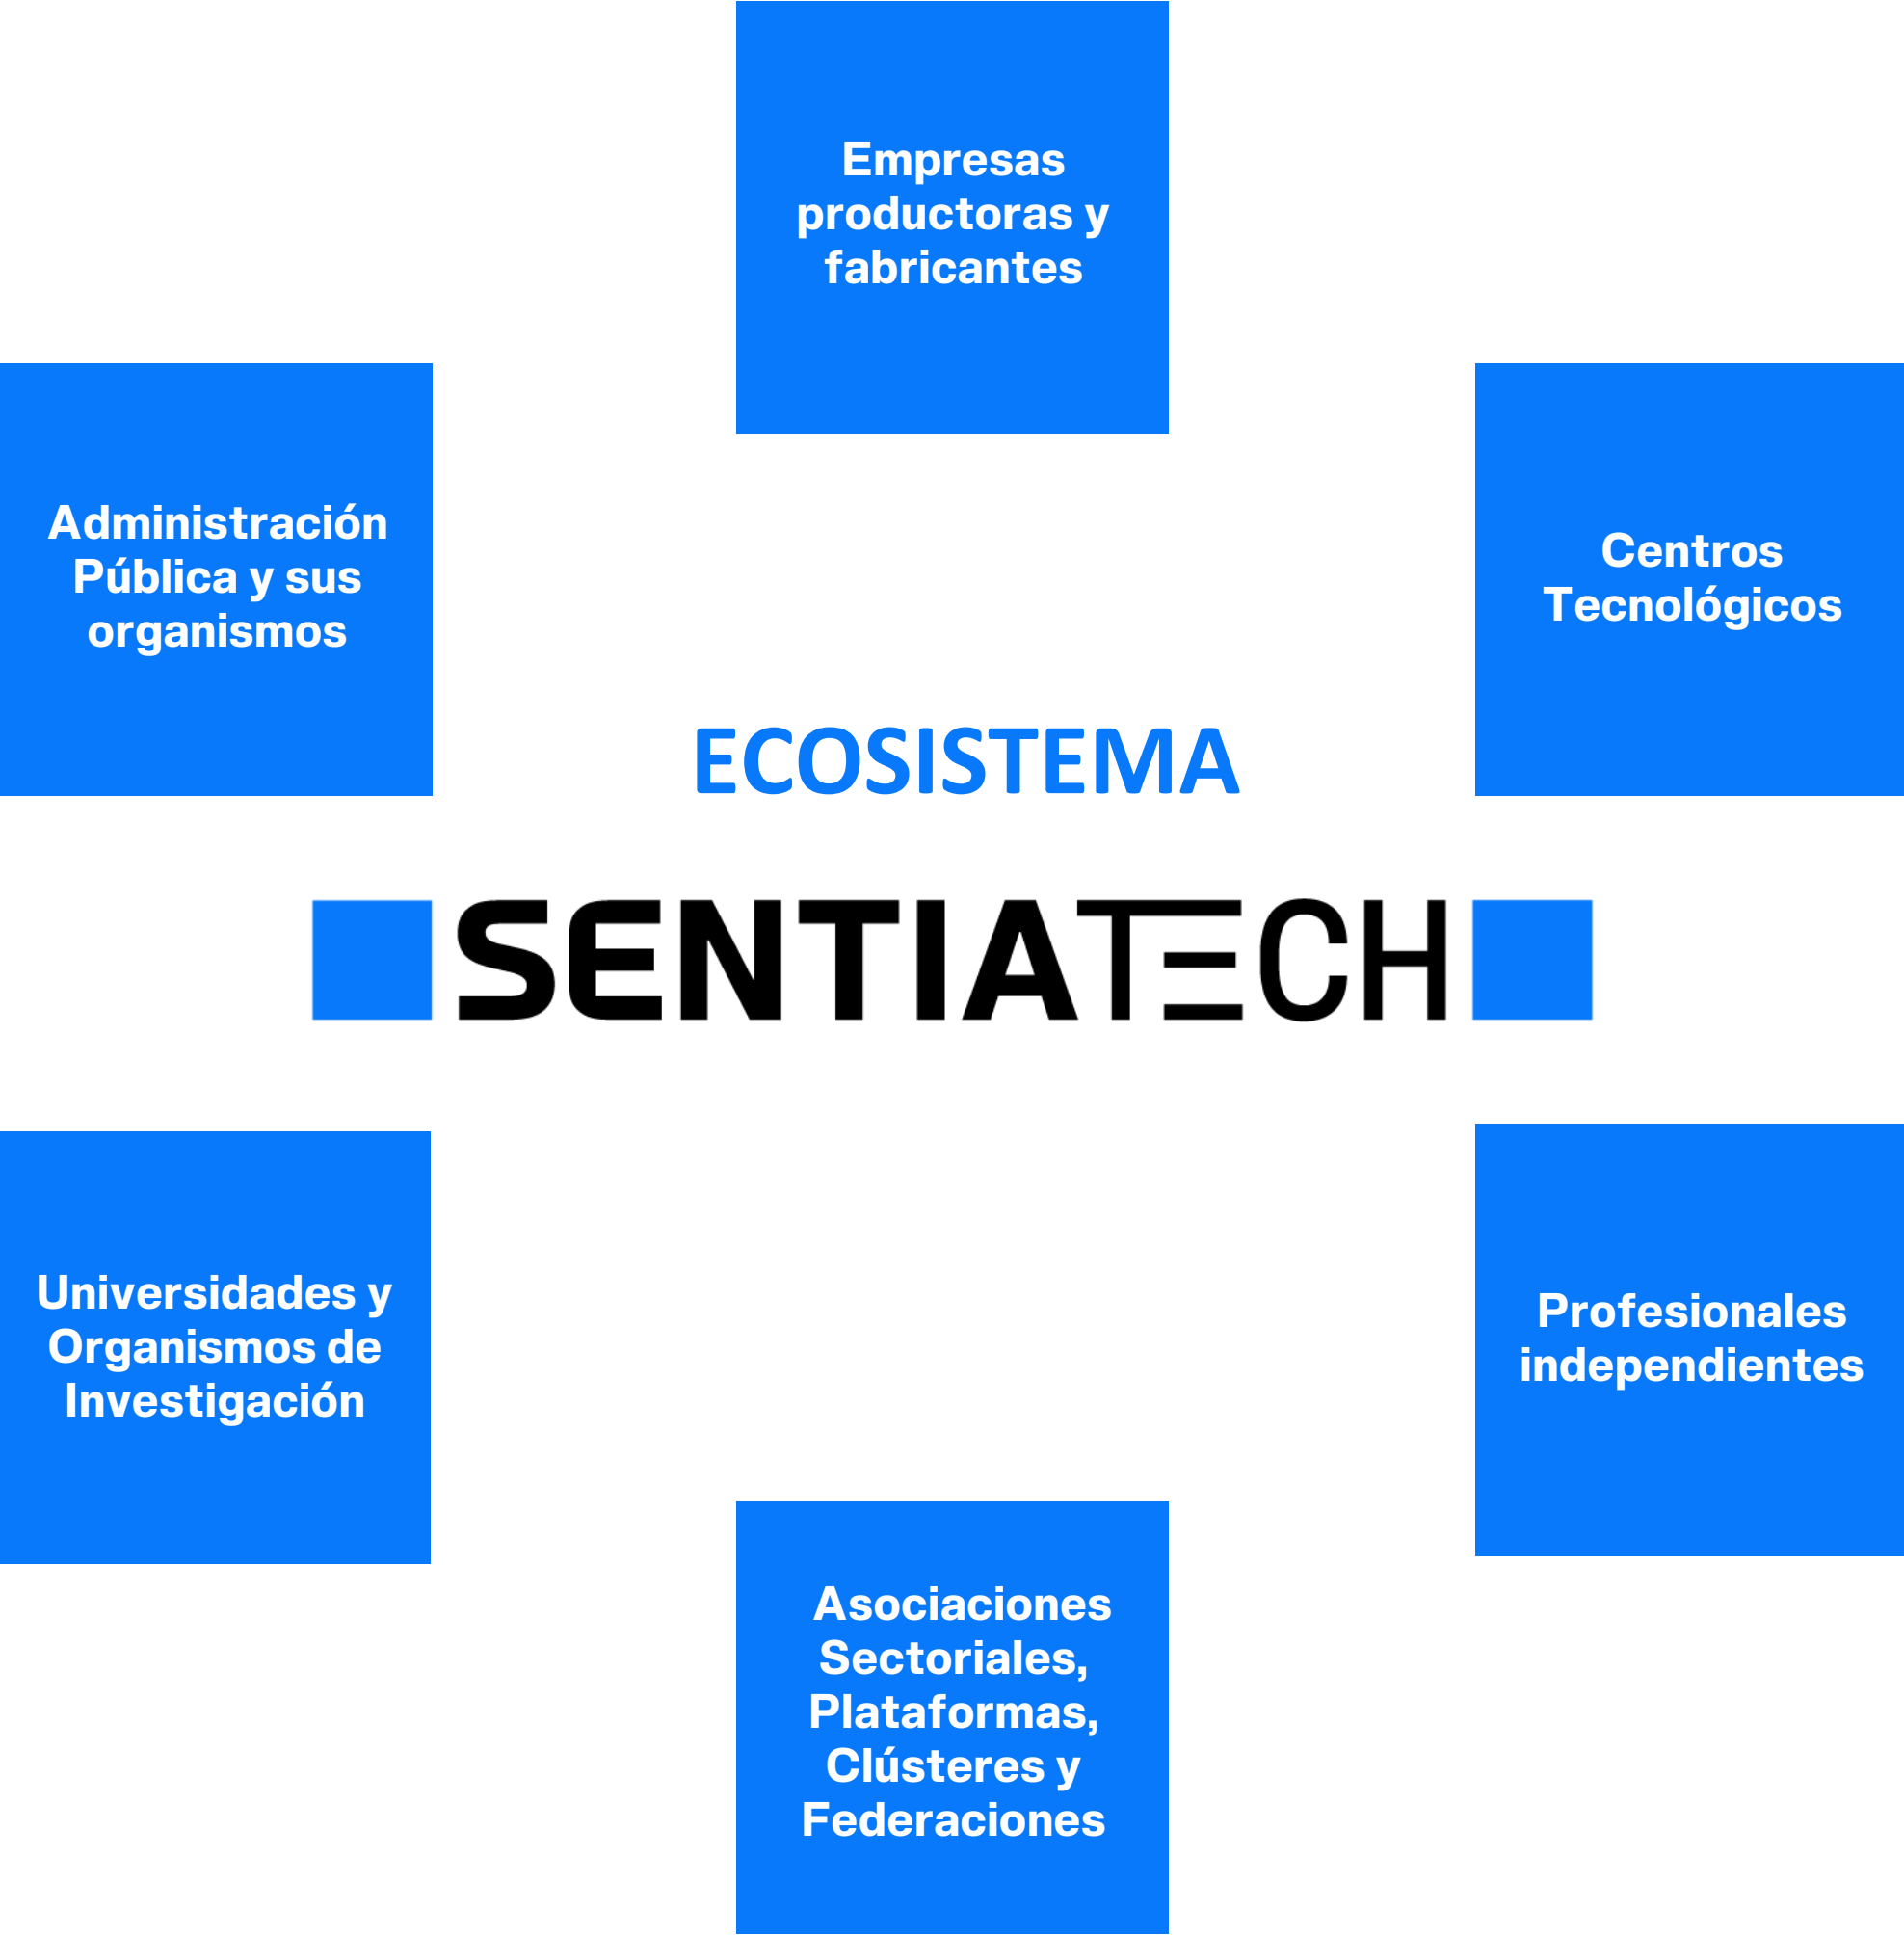 Empresas
productoras y
fabricantes
Administración
Pública y sus
organismos
Centros
Tecnológicos
ECOSISTEMA
SENTIATECH
Universidades y
Organismos de
Investigación
Profesionales
independientes
Asociaciones
Sectoriales,
Plataformas,
Clústeres y
Federaciones